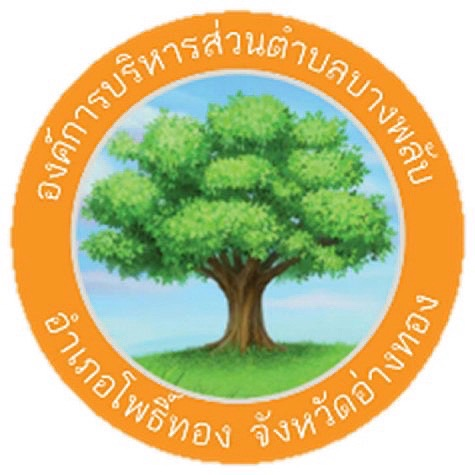 องค์การบริหารส่วนตำบลบางพลับ
อำเภอโพธิ์ทอง จังหวัดอ่างทอง